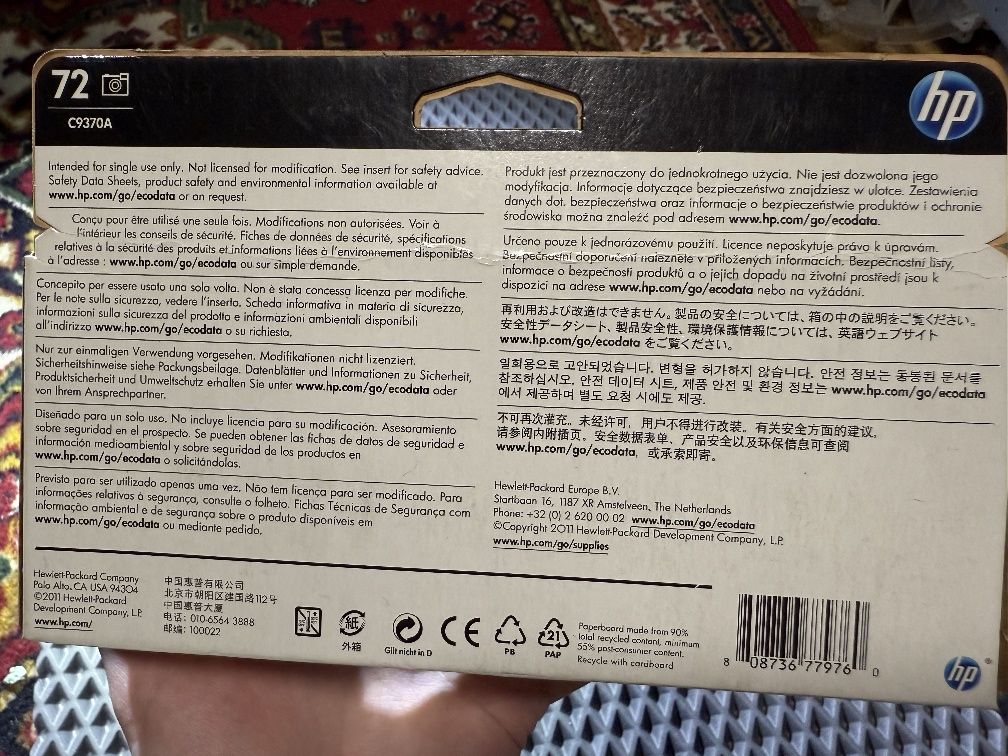 72
C9370A
hp
Intended for single use only. Not licensed for modification. See insert for safety advice.
Safety Data Sheets, product safety and environmental information available at
www.hp.com/go/ecodata or on request.
Conçu pour être utilisé une seule fois. Modifications non autorisées. Voir à
l'intérieur les conseils de sécurité. Fiches de données de sécurité, spécifications
relatives à la sécurité des produits et informations liées à l'environnement disponibles
à l'adresse : www.hp.com/go/ecodata ou sur simple demande.
Concepito per essere usato una sola volta. Non è stata concessa licenza per modifiche.
Per le note sulla sicurezza, vedere l'inserto. Scheda informativa in materia di sicurezza,
informazioni sulla sicurezza del prodotto e informazioni ambientali disponibili
all'indirizzo www.hp.com/go/ecodata o su richiesta.
Nur zur einmaligen Verwendung vorgesehen. Modifikationen nicht lizenziert.
Sicherheitshinweise siehe Packungsbeilage. Datenblätter und Informationen zu Sicherheit,
Produktsicherheit und Umweltschutz erhalten Sie unter www.hp.com/go/ecodata oder
von Ihrem Ansprechpartner.
Diseñado para un solo uso. No incluye licencia para su modificación. Asesoramiento
sobre seguridad en el prospecto. Se pueden obtener las fichas de datos de seguridad e
información medioambiental y sobre seguridad de los productos en
www.hp.com/go/ecodata o solicitándolas.
Previsto para ser utilizado apenas uma vez. Não tem licença para ser modificado. Para
informações relativas à segurança, consulte o folheto. Fichas Técnicas de Segurança com
informação ambiental e de segurança sobre o produto disponíveis em
www.hp.com/go/ecodata ou mediante pedido.
Produkt jest przeznaczony do jednokrotnego użycia. Nie jest dozwolona jego
modyfikacja. Informacje dotyczące bezpieczeństwa znajdziesz w ulotce. Zestawienia
danych dot. bezpieczeństwa oraz informacje o bezpieczeństwie produktów i ochronie
środowiska można znaleźć pod adresem www.hp.com/go/ecodata.
Určeno pouze k jednorázovému použití. Licence neposkytuje právo k úpravám.
Bezpečnostní doporučení naleznete v přiložených informacích. Bezpečnostní listy,
informace o bezpečnosti produktů a o jejich dopadu na životní prostředí jsou k
dispozici na adrese www.hp.com/go/ecodata nebo na vyžádání.
再利用および改造はできません。製品の安全については、箱の中の説明をご覧ください。
安全性データシート、製品安全性、環境保護情報については、英語ウェブサイト
www.hp.com/go/ecodata をご覧ください。
일회용으로 고안되었습니다. 변형을 허가하지 않습니다. 안전 정보는 동봉된 문서를
참조하십시오. 안전 데이터 시트, 제품 안전 및 환경 정보는 www.hp.com/go/ecodata
에서 제공하며 별도 요청 시에도 제공.
不可再次灌充。未经许可，用户不得进行改装。有关安全方面的建议，
请参阅内附插页。安全数据表单、产品安全以及环保信息可查阅
www.hp.com/go/ecodata，或承索即寄。
Hewlett-Packard Europe B.V.
Startbaan 16, 1187 XR Amstelveen, The Netherlands
Phone: +32 (0) 2 620 00 02 www.hp.com/go/ecodata
©Copyright 2011 Hewlett-Packard Development Company, L.P.
www.hp.com/go/supplies
Hewlett-Packard Company
Palo Alto, CA USA 94304
©2011 Hewlett-Packard
Development Company, L.P.
www.hp.com/
中国惠普有限公司
北京市朝阳区建国路112号
中国惠普大厦
电话: 010-6564 3888
邮编: 100022
紙
外箱
Gilt nicht in D
CE
PB
21
PAP
Paperboard made from 90%
total recycled content, minimum
55% post-consumer content.
Recycle with cardboard
8 08736 77976 0
hp